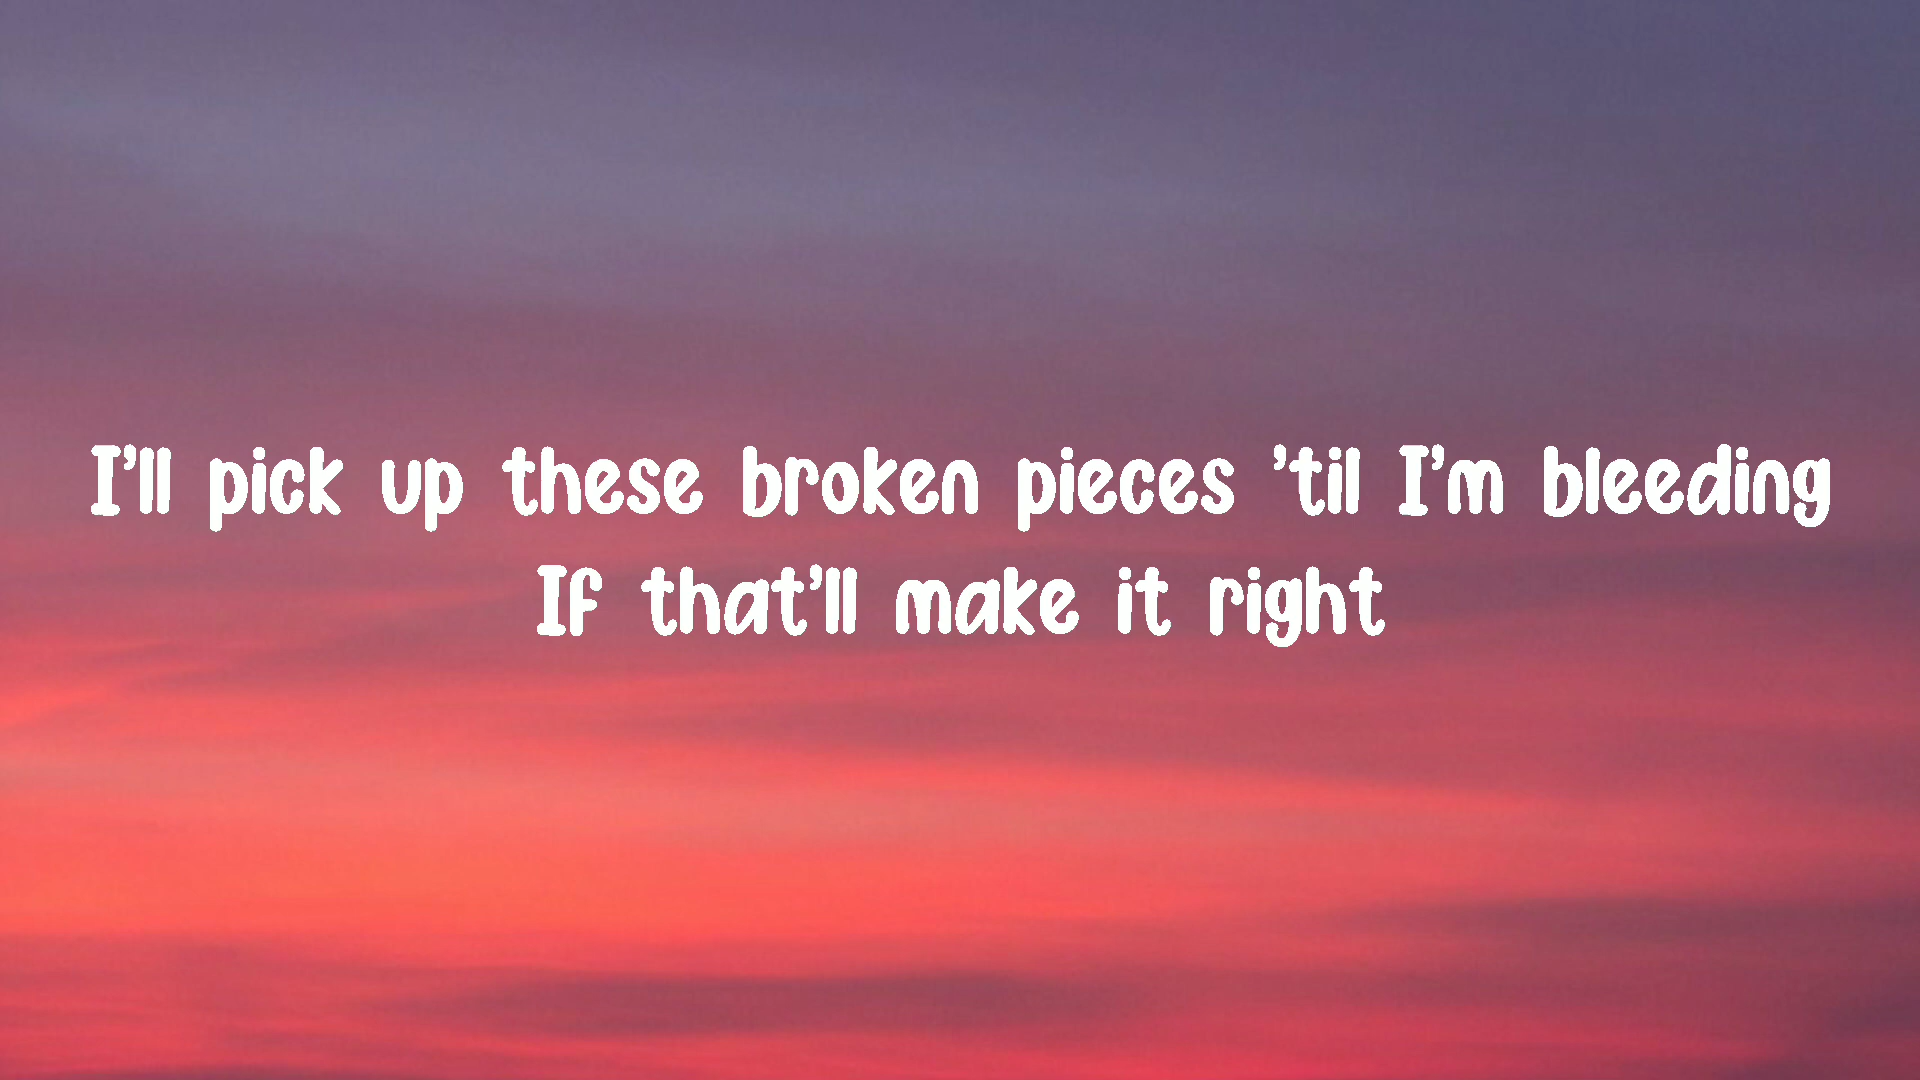 I'll pick up these broken pieces 'til I'm bleeding
If that'll make it right